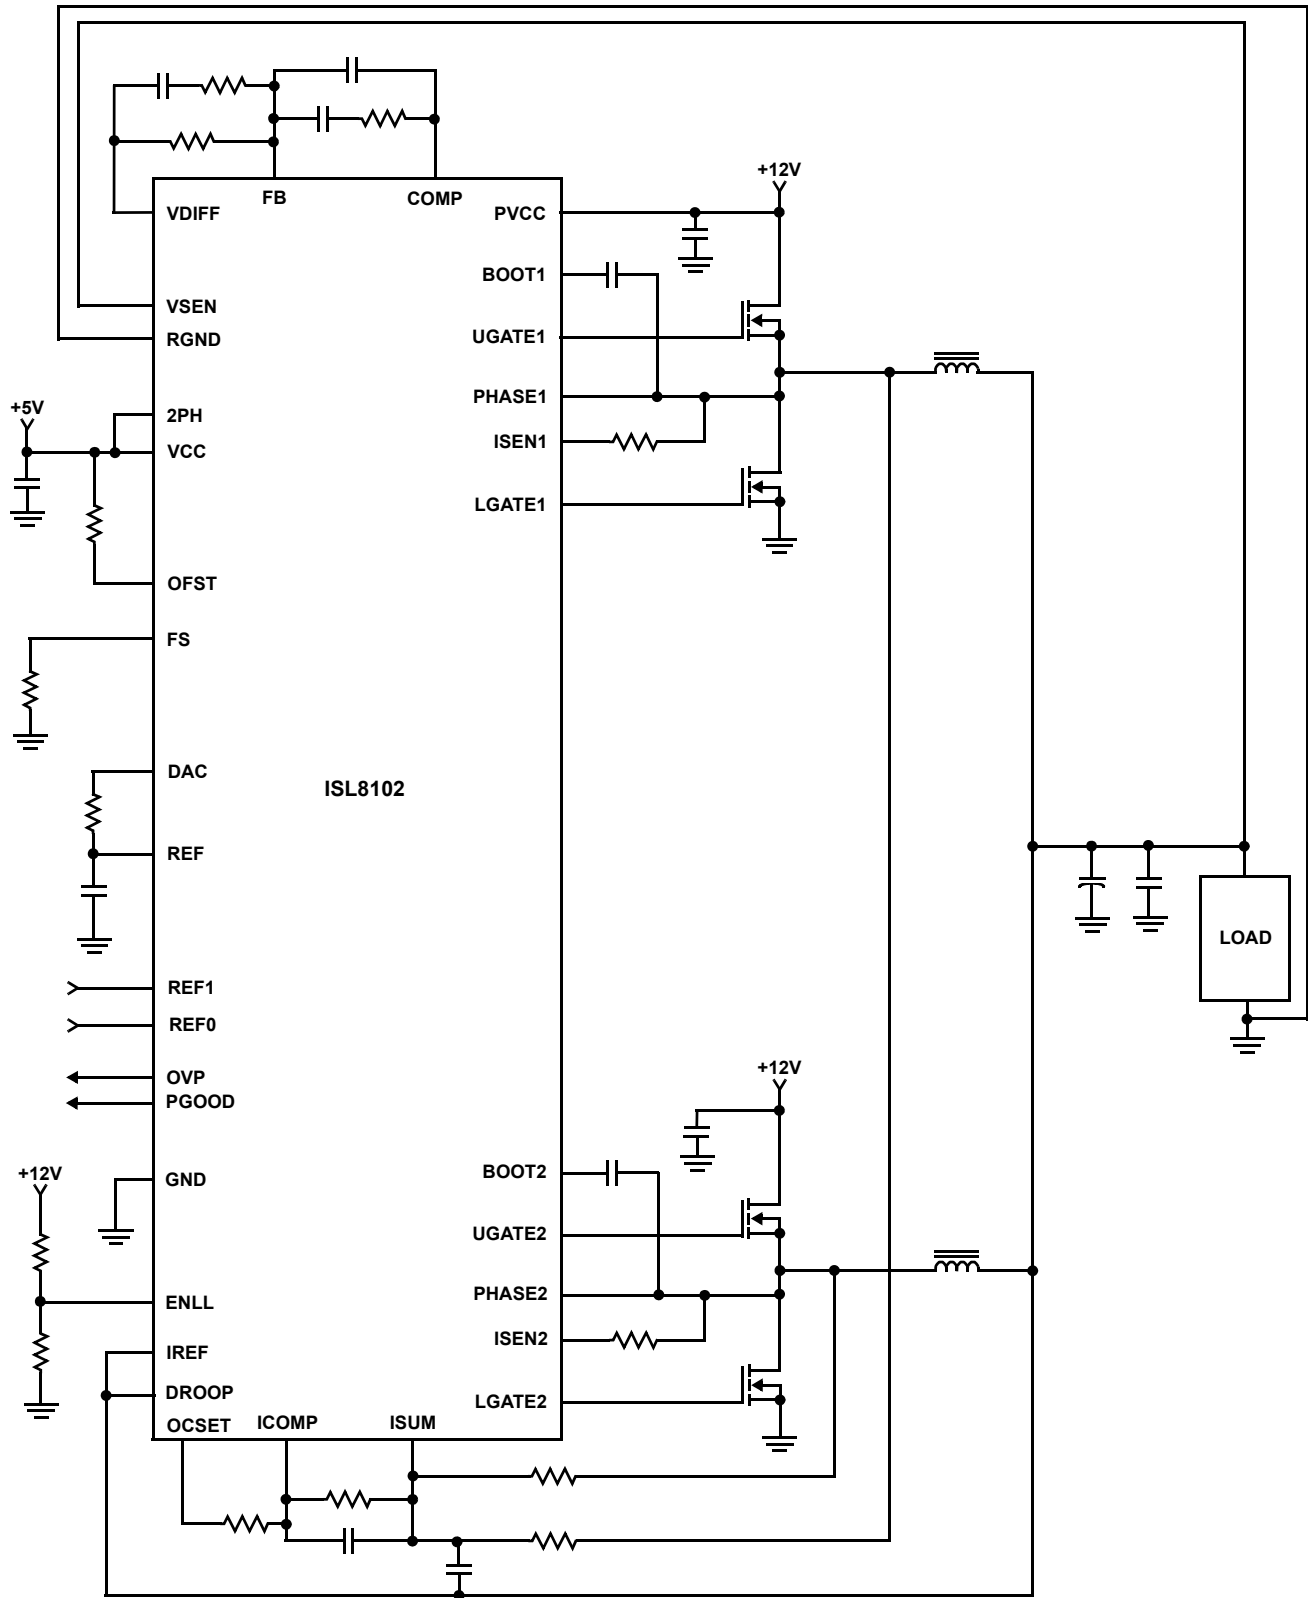 FB
COMP
VDIFF
VSEN
RGND
+5V
2PH
VCC
OFST
FS
DAC
REF
REF1
REF0
OVP
PGOOD
+12V
GND
ENLL
IREF
DROOP
OCSET
ICOMP
ISUM
ISL8102
+12V
PVCC
BOOT1
UGATE1
PHASE1
ISEN1
LGATE1
+12V
BOOT2
UGATE2
PHASE2
ISEN2
LGATE2
LOAD